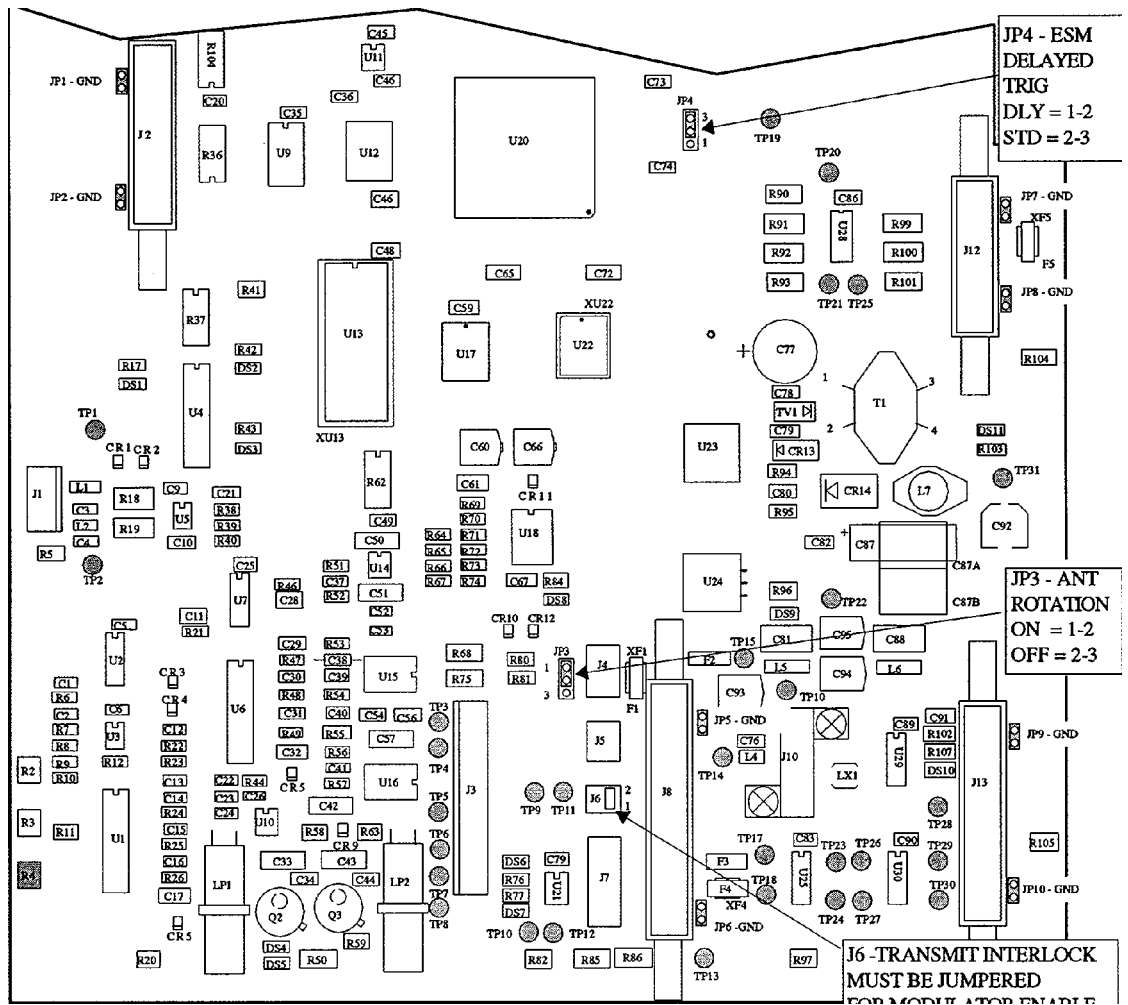 JP4 - ESM
DELAYED
TRIG
DLY = 1-2
STD = 2-3
C45
U11
C46
R104
C20
C36
C35
JP1 - GND
J2
R36
U9
U12
U20
C73
JP4
3
1
TP19
C74
TP20
JP2 - GND
C46
R90
C86
JP7 - GND
XF5
R91
U28
R99
J12
F5
R92
R100
C48
C65
C72
R93
R101
TP21
TP25
JP8 - GND
R41
XU22
C59
R37
U13
U17
U22
+
C77
R42
DS2
R17
DS1
R104
C78
1
3
T1
TV1
U4
TP1
R43
DS3
XU13
C79
2
4
CR13
DS11
R103
C60
C66
U23
CR1
CR2
R62
R94
TP31
C61
CR11
C80
CR14
L7
J1
L1
R18
C9
C21
R69
R95
C3
U5
R38
R70
C49
L2
R19
R39
R64
R71
U18
C50
C92
C4
C10
R40
R65
R72
C82
+
C87
R5
U14
R66
R73
C87A
TP2
C25
R51
R67
R74
C67
R84
U24
JP3 - ANT
ROTATION
ON = 1-2
OFF = 2-3
R46
C37
C51
DS8
R96
TP22
C87B
U7
C28
R52
C52
DS9
C11
R21
C53
CR10
CR12
C5
C29
R53
R68
R80
JP3
1
3
J4
XF1
F1
F2
TP15
C81
C95
C88
U2
CR3
R47
C38
U15
R75
R81
L5
C94
L6
C1
C30
C39
R6
CR4
U6
R48
R54
C93
TP10
C2
C6
C31
C40
C54
C56
TP3
JP5 - GND
C91
R7
U3
C12
R49
R55
C57
C89
R102
JP9 - GND
R8
R22
C32
R56
TP4
J5
C76
U29
R107
R9
R12
R23
C41
L4
J10
DS10
R2
R10
C13
C22
R44
CR5
R57
U16
J3
TP14
LX1
J13
C14
C23
C26
J6
2
1
J8
R3
R24
C24
C42
TP5
TP9
TP11
TP28
R11
U1
C15
U10
R58
R63
TP6
R25
CR9
TP17
C83
TP23
TP26
C90
TP29
R105
R4
C16
LP1
C33
C43
LP2
DS6
C79
F3
R26
C34
C44
TP7
R76
U21
J7
F4
TP18
U25
U30
TP30
JP10 - GND
C17
R77
XF4
Q2
Q3
TP8
DS7
TP24
TP27
CR5
JP6 - GND
R59
TP10
TP12
DS4
R20
DS5
R50
R82
R85
R86
TP13
R97
J6 -TRANSMIT INTERLOCK
MUST BE JUMPERED
FOR MODULATOR ENABLE